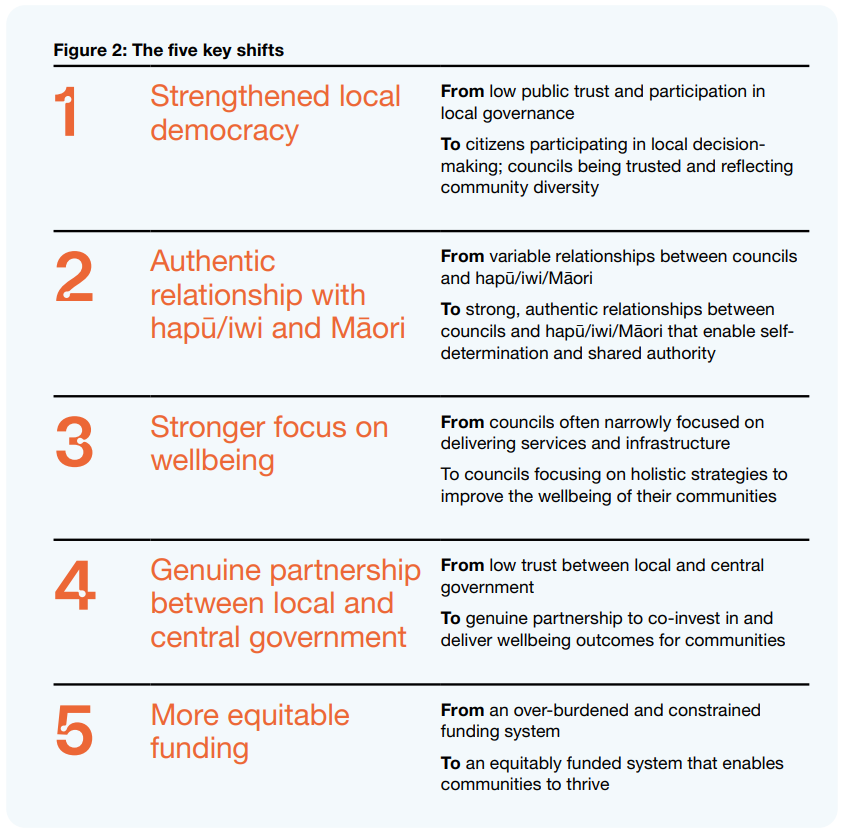 Figure 2: The five key shifts
1
Strengthened local
democracy
From low public trust and participation in
local governance
To citizens participating in local decision-
making; councils being trusted and reflecting
community diversity
2
Authentic
relationship with
hapū/iwi and Māori
From variable relationships between councils
and hapū/iwi/Māori
To strong, authentic relationships between
councils and hapū/iwi/Māori that enable self-
determination and shared authority
3
Stronger focus on
wellbeing
From councils often narrowly focused on
delivering services and infrastructure
To councils focusing on holistic strategies to
improve the wellbeing of their communities
4
Genuine partnership
between local and
central government
From low trust between local and central
government
To genuine partnership to co-invest in and
deliver wellbeing outcomes for communities
5
More equitable
funding
From an over-burdened and constrained
funding system
To an equitably funded system that enables
communities to thrive